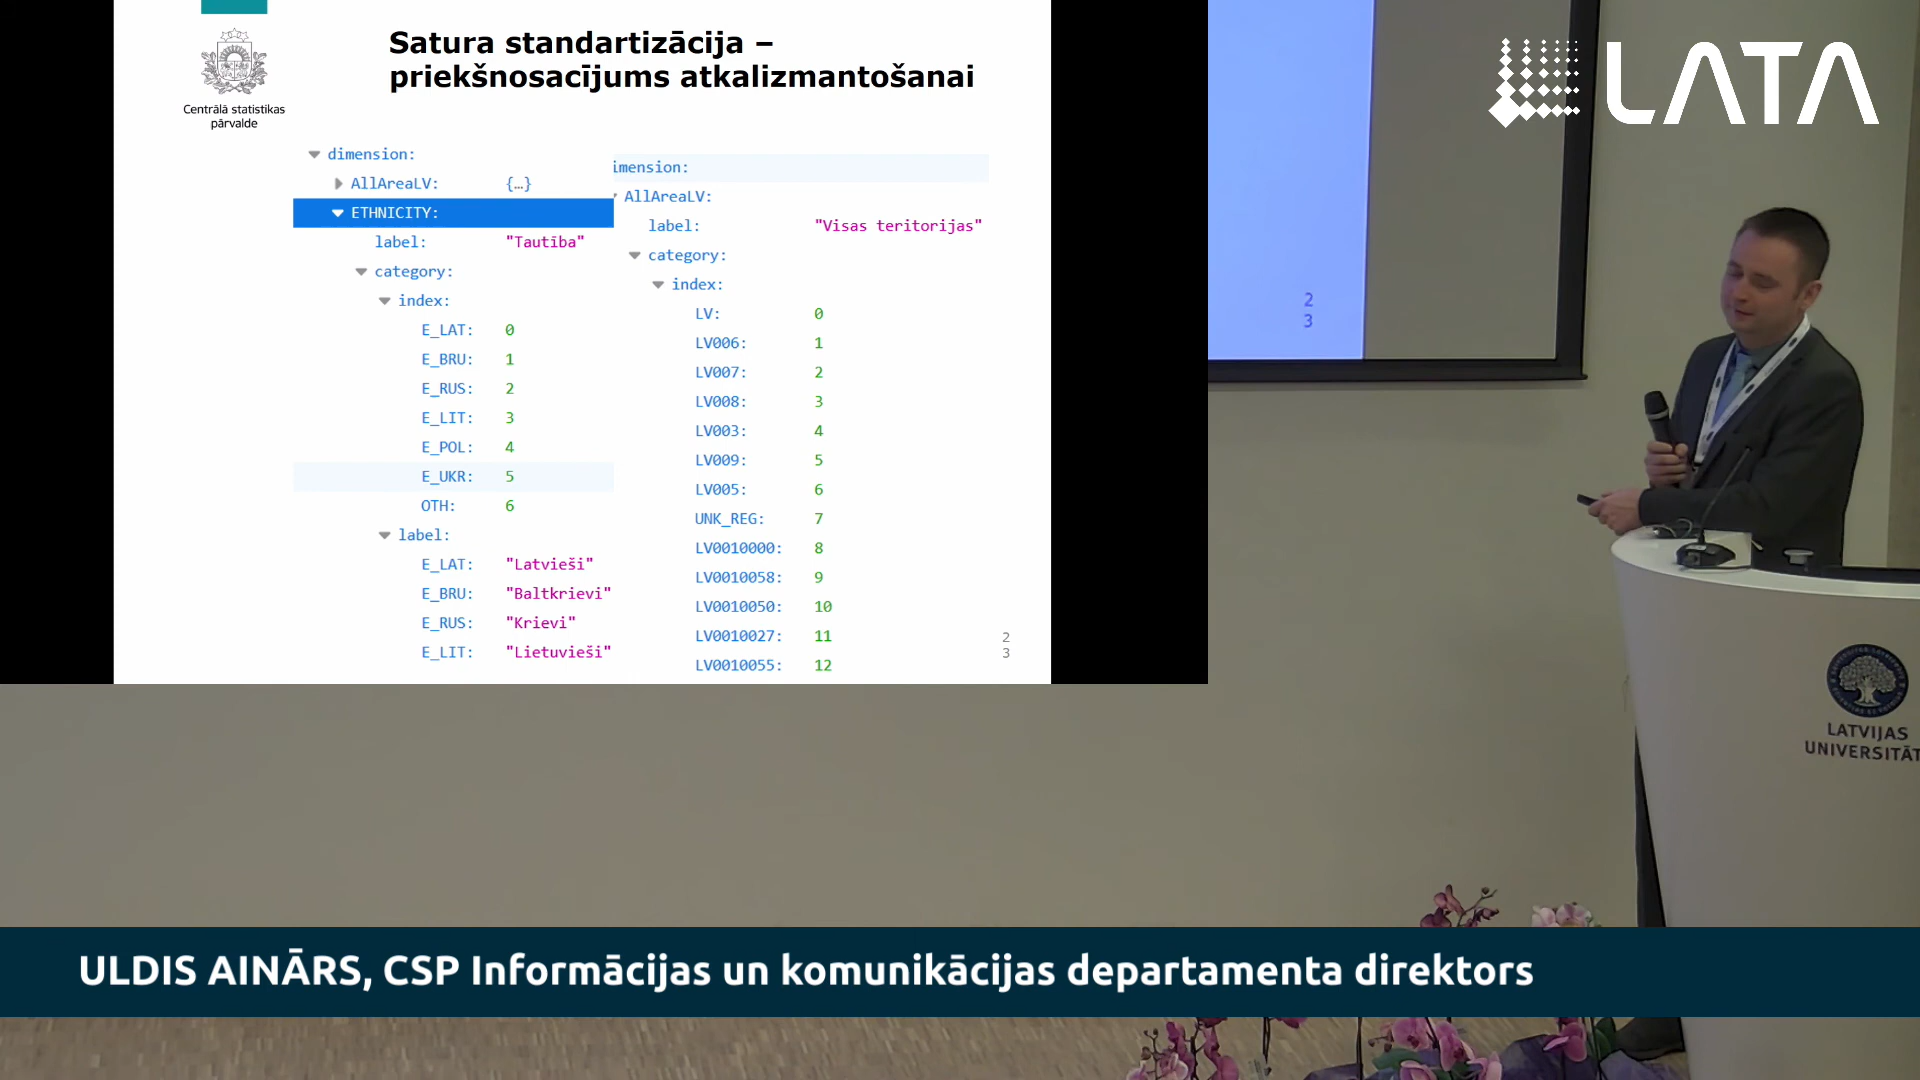 Centrālā statistikas
pārvalde
Satura standartizācija –
priekšnosacījums atkalizmantošanai
dimension:
AllAreaLV: {…}
ETHNICITY:
label: "Tautība"
category:
index:
E_LAT: 0
E_BRU: 1
E_RUS: 2
E_LIT: 3
E_POL: 4
E_UKR: 5
OTH: 6
label:
E_LAT: "Latvieši"
E_BRU: "Baltkrievi"
E_RUS: "Krievi"
E_LIT: "Lietuvieši"
imension:
AllAreaLV:
label: "Visas teritorijas"
category:
index:
LV: 0
LV006: 1
LV007: 2
LV008: 3
LV003: 4
LV009: 5
LV005: 6
UNK_REG: 7
LV0010000: 8
LV0010058: 9
LV0010050: 10
LV0010027: 11
LV0010055: 12
2
3
2
3
LATA
LATVIJAS
UNIVERSITĀT
ULDIS AINĀRS, CSP Informācijas un komunikācijas departamenta direktors